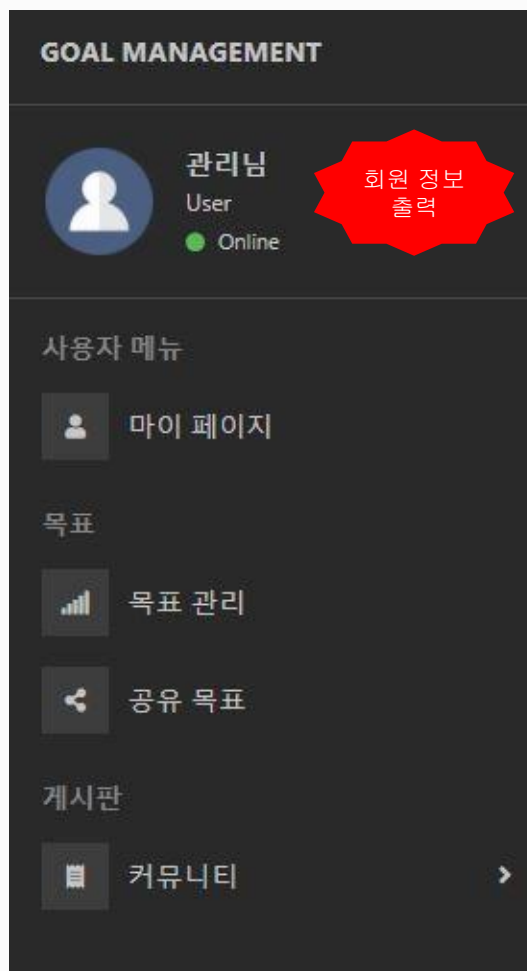 GOAL MANAGEMENT
관리님
User
Online
회원 정보
출력
사용자 메뉴
마이 페이지
목표
목표 관리
공유 목표
게시판
커뮤니티